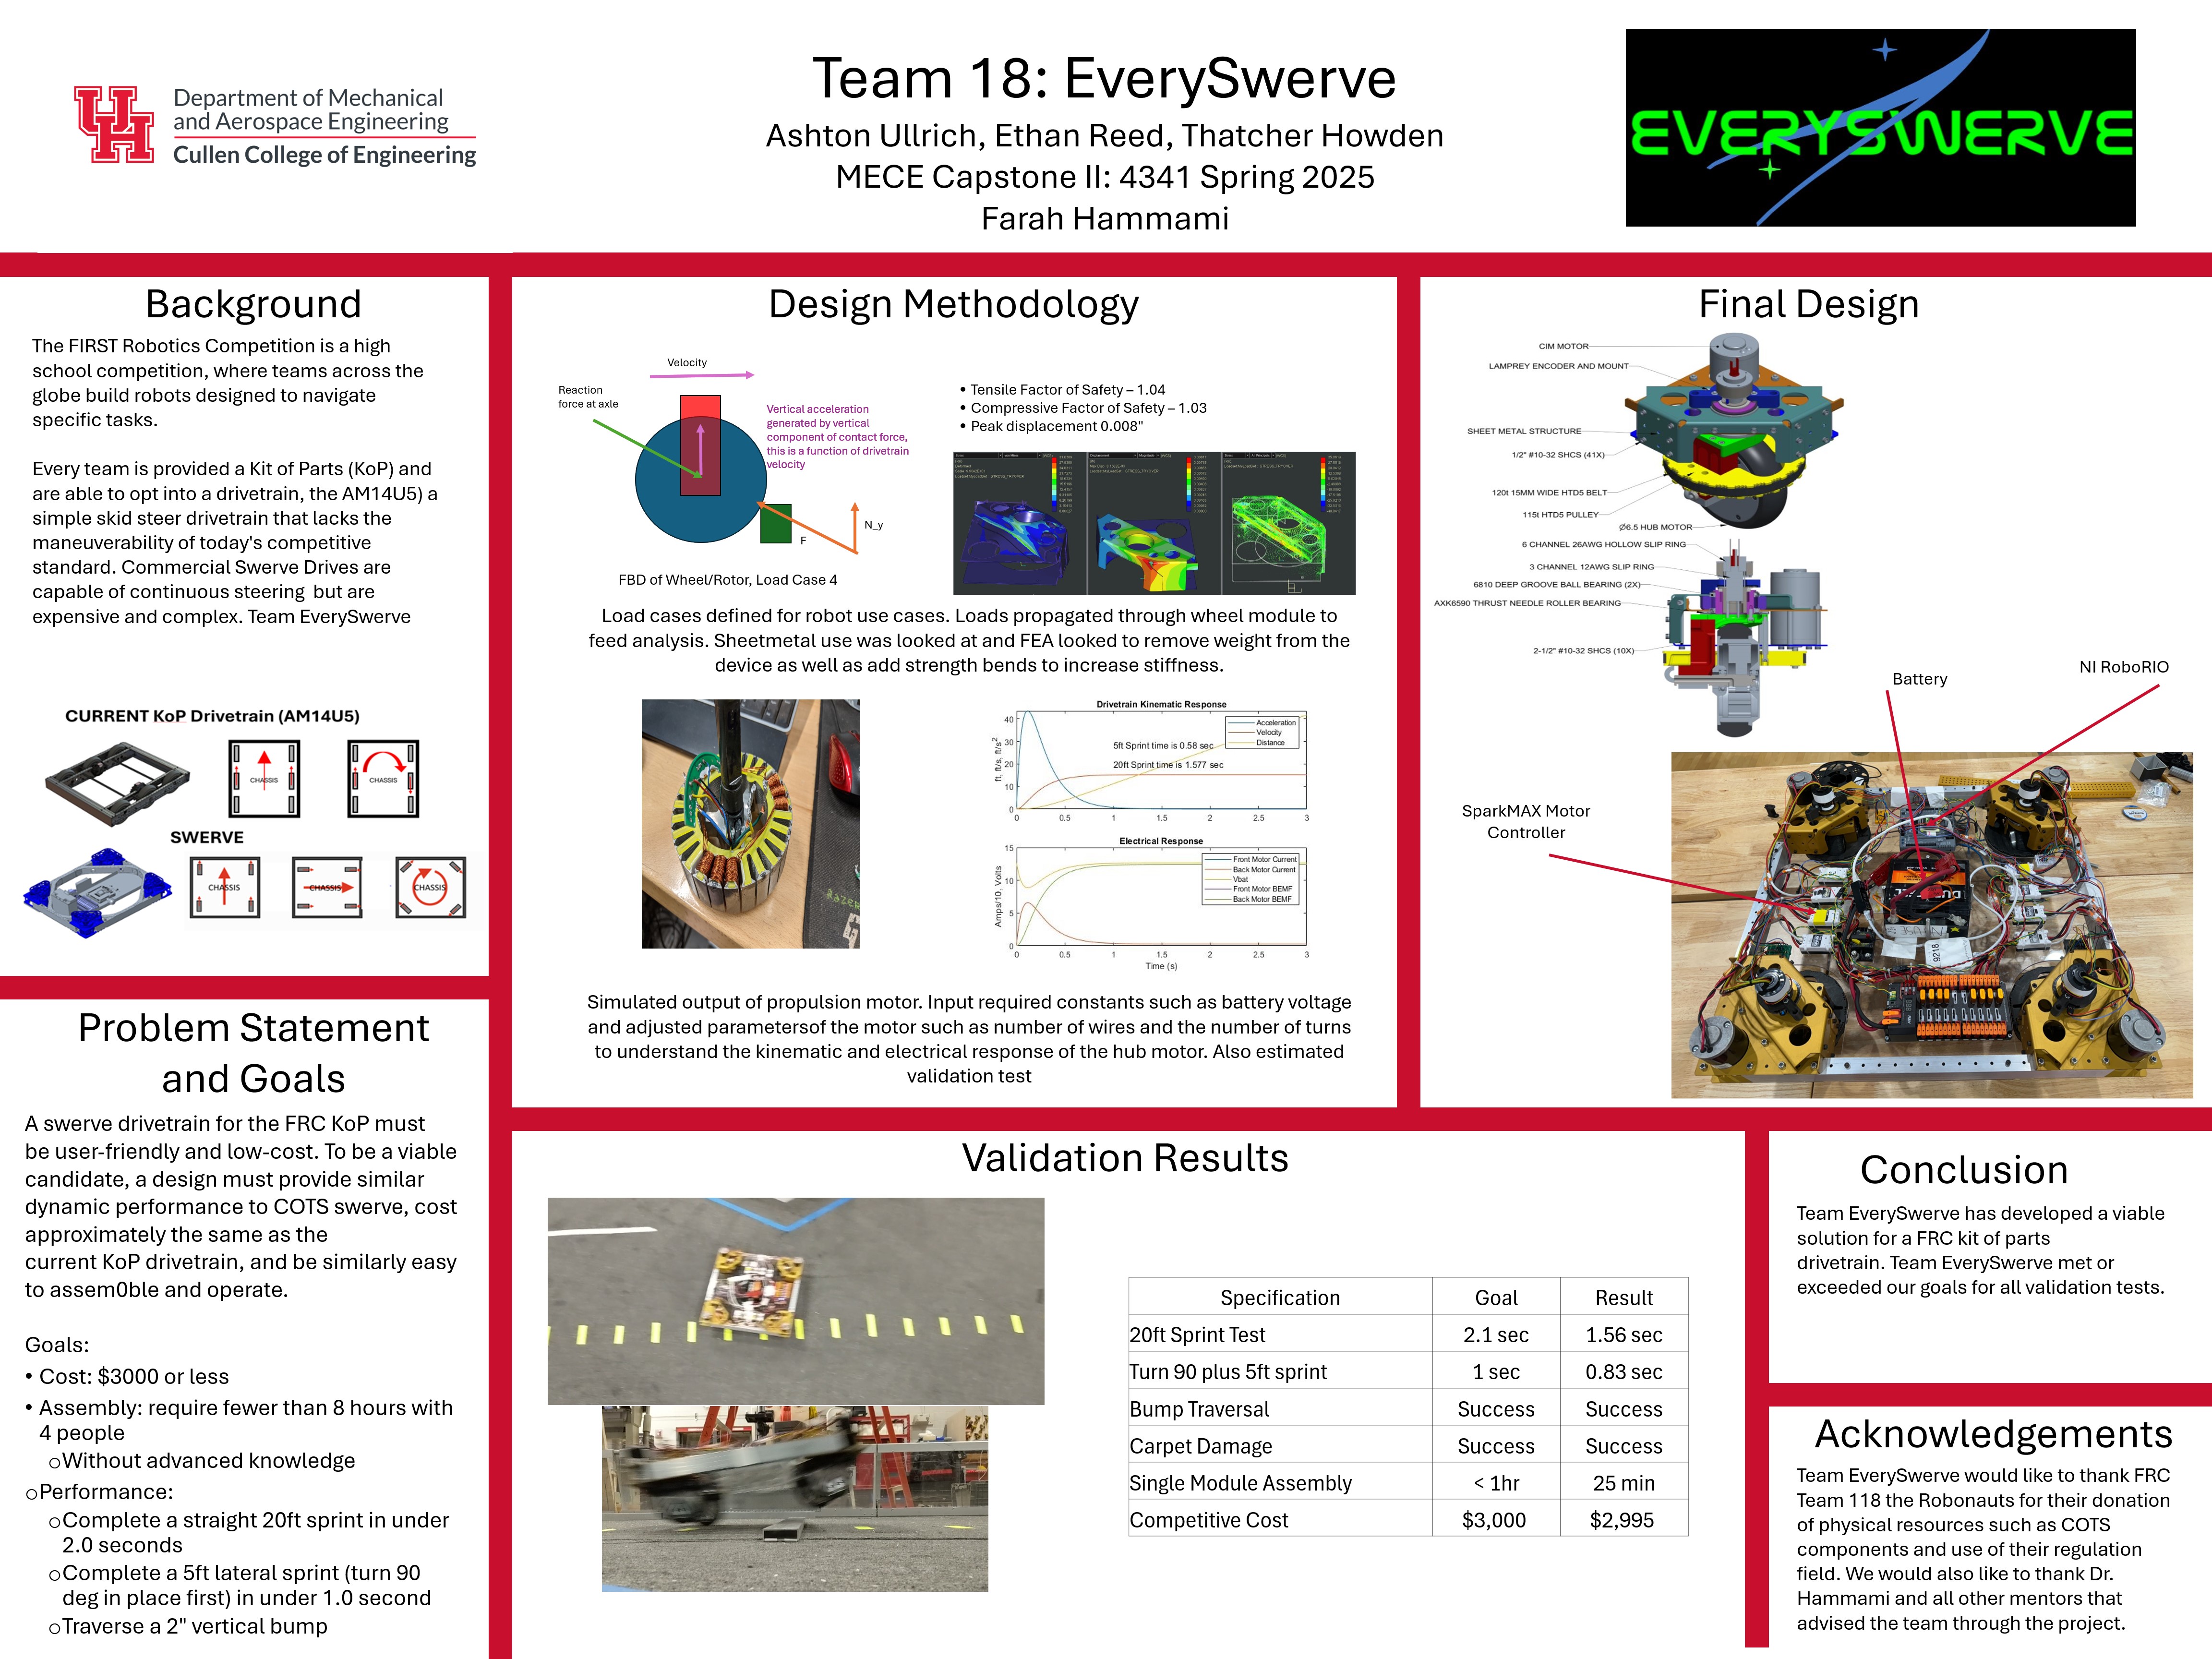 Department of Mechanical
and Aerospace Engineering
Cullen College of Engineering
Team 18: EverySwerve
Ashton Ullrich, Ethan Reed, Thatcher Howden
MECE Capstone II: 4341 Spring 2025
Farah Hammami
EVERYSWERVE
Background
The FIRST Robotics Competition is a high
school competition, where teams across the
globe build robots designed to navigate
specific tasks.
Every team is provided a Kit of Parts (KoP) and
are able to opt into a drivetrain, the AM14U5) a
simple skid steer drivetrain that lacks the
maneuverability of today's competitive
standard. Commercial Swerve Drives are
capable of continuous steering  but are
expensive and complex. Team EverySwerve
CURRENT KoP Drivetrain (AM14U5)
CHASSIS
CHASSIS
SWERVE
CHASSIS
CHASSIS
CHASSIS
Problem Statement
and Goals
A swerve drivetrain for the FRC KoP must
be user-friendly and low-cost. To be a viable
candidate, a design must provide similar
dynamic performance to COTS swerve, cost
approximately the same as the
current KoP drivetrain, and be similarly easy
to assem0ble and operate.
Goals:
• Cost: $3000 or less
• Assembly: require fewer than 8 hours with
4 people
oWithout advanced knowledge
oPerformance:
oComplete a straight 20ft sprint in under
2.0 seconds
oComplete a 5ft lateral sprint (turn 90
deg in place first) in under 1.0 second
oTraverse a 2" vertical bump
Design Methodology
Velocity
Reaction
force at axle
Vertical acceleration
generated by vertical
component of contact force,
this is a function of drivetrain
velocity
N_y
F
FBD of Wheel/Rotor, Load Case 4
• Tensile Factor of Safety – 1.04
• Compressive Factor of Safety – 1.03
• Peak displacement 0.008"
Load cases defined for robot use cases. Loads propagated through wheel module to
feed analysis. Sheetmetal use was looked at and FEA looked to remove weight from the
device as well as add strength bends to increase stiffness.
Drivetrain Kinematic Response
ft, ft/s, ft/s²
40
30
20
10
0
Acceleration
Velocity
Distance
5ft Sprint time is 0.58 sec
20ft Sprint time is 1.577 sec
0 0.5 1 1.5 2 2.5 3
Electrical Response
Amps/10, Volts
15
10
5
0
Front Motor Current
Back Motor Current
Vbat
Front Motor BEMF
Back Motor BEMF
0 0.5 1 1.5 2 2.5 3
Time (s)
Simulated output of propulsion motor. Input required constants such as battery voltage
and adjusted parametersof the motor such as number of wires and the number of turns
to understand the kinematic and electrical response of the hub motor. Also estimated
validation test
Final Design
CIM MOTOR
LAMPREY ENCODER AND MOUNT
SHEET METAL STRUCTURE
1/2" #10-32 SHCS (41X)
120t 15MM WIDE HTD5 BELT
115t HTD5 PULLEY
Ø6.5 HUB MOTOR
6 CHANNEL 26AWG HOLLOW SLIP RING
3 CHANNEL 12AWG SLIP RING
6810 DEEP GROOVE BALL BEARING (2X)
AXK6590 THRUST NEEDLE ROLLER BEARING
2-1/2" #10-32 SHCS (10X)
Battery
NI RoboRIO
SparkMAX Motor
Controller
9218
Validation Results
Specification Goal Result
20ft Sprint Test 2.1 sec 1.56 sec
Turn 90 plus 5ft sprint 1 sec 0.83 sec
Bump Traversal Success Success
Carpet Damage Success Success
Single Module Assembly < 1hr 25 min
Competitive Cost $3,000 $2,995
Conclusion
Team EverySwerve has developed a viable
solution for a FRC kit of parts
drivetrain. Team EverySwerve met or
exceeded our goals for all validation tests.
Acknowledgements
Team EverySwerve would like to thank FRC
Team 118 the Robonauts for their donation
of physical resources such as COTS
components and use of their regulation
field. We would also like to thank Dr.
Hammami and all other mentors that
advised the team through the project.